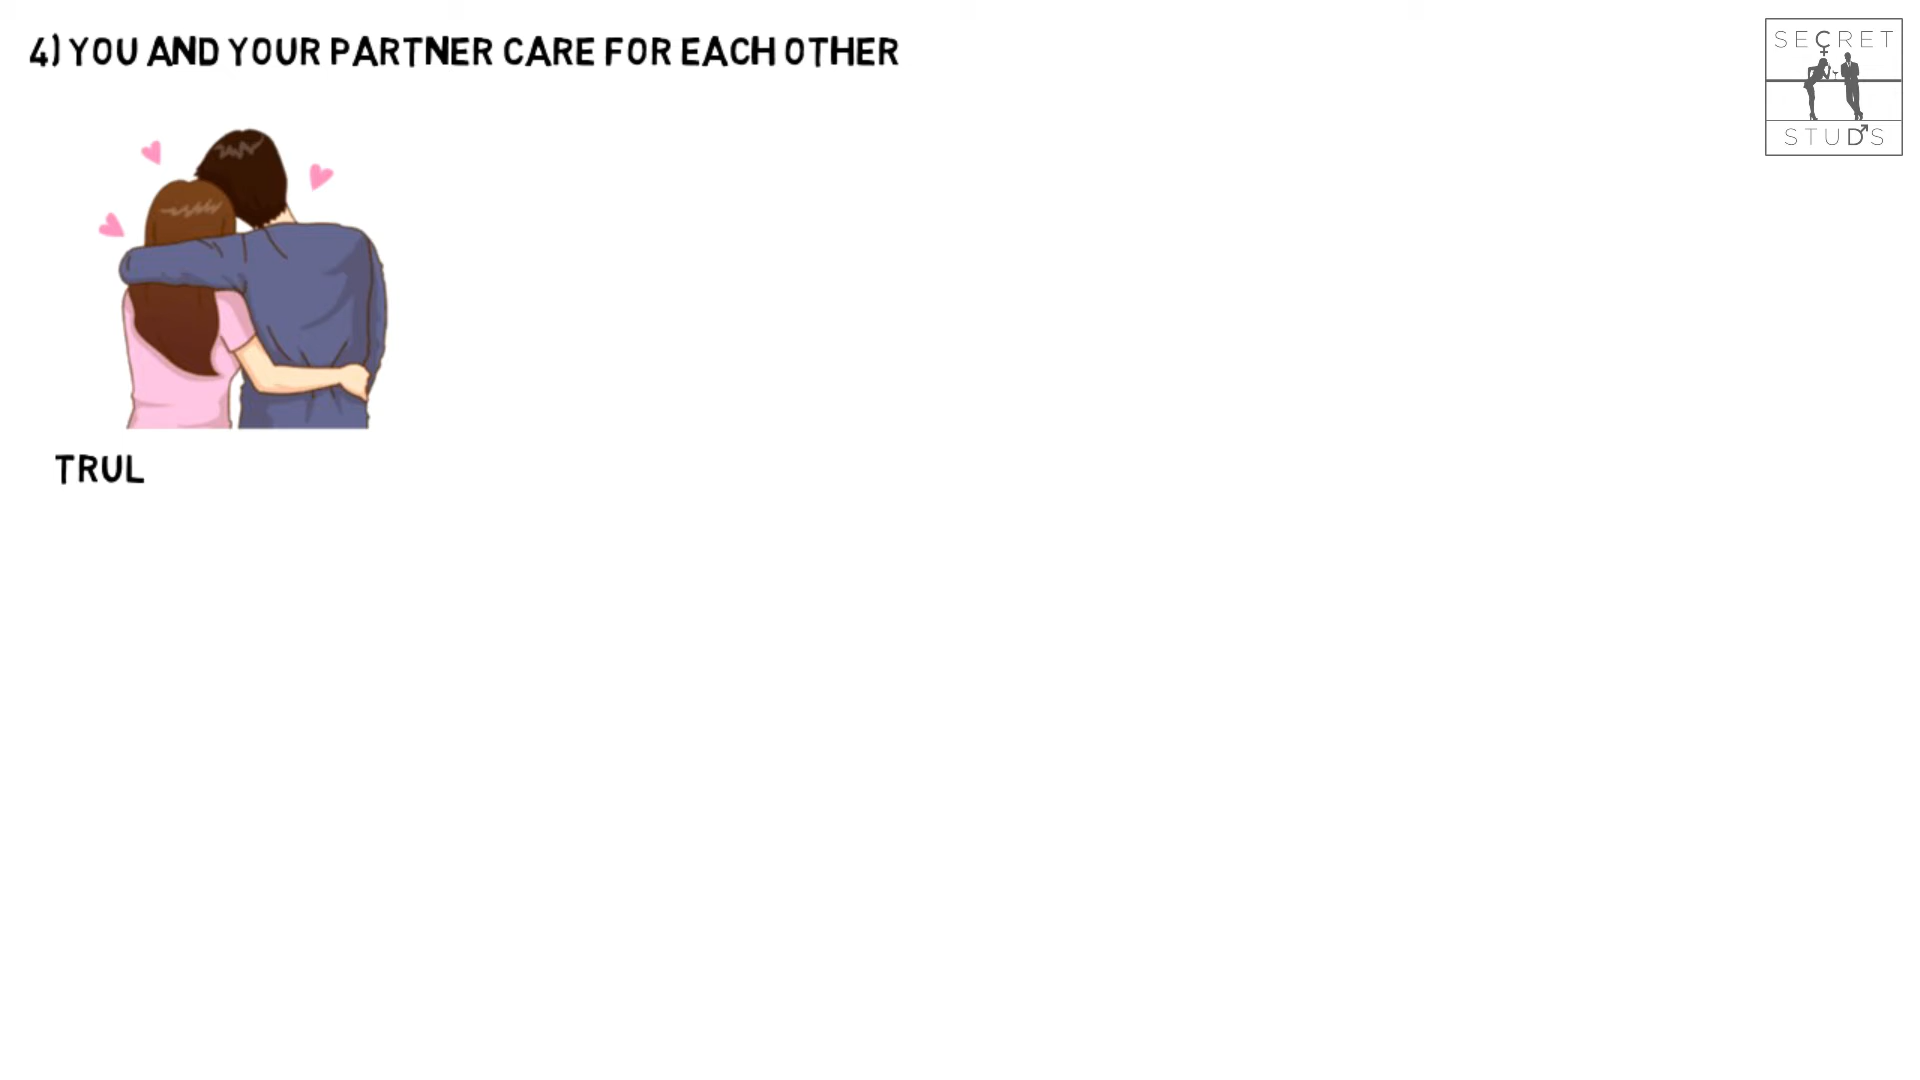 4) YOU AND YOUR PARTNER CARE FOR EACH OTHER
SECRET
STUDS
TRUL